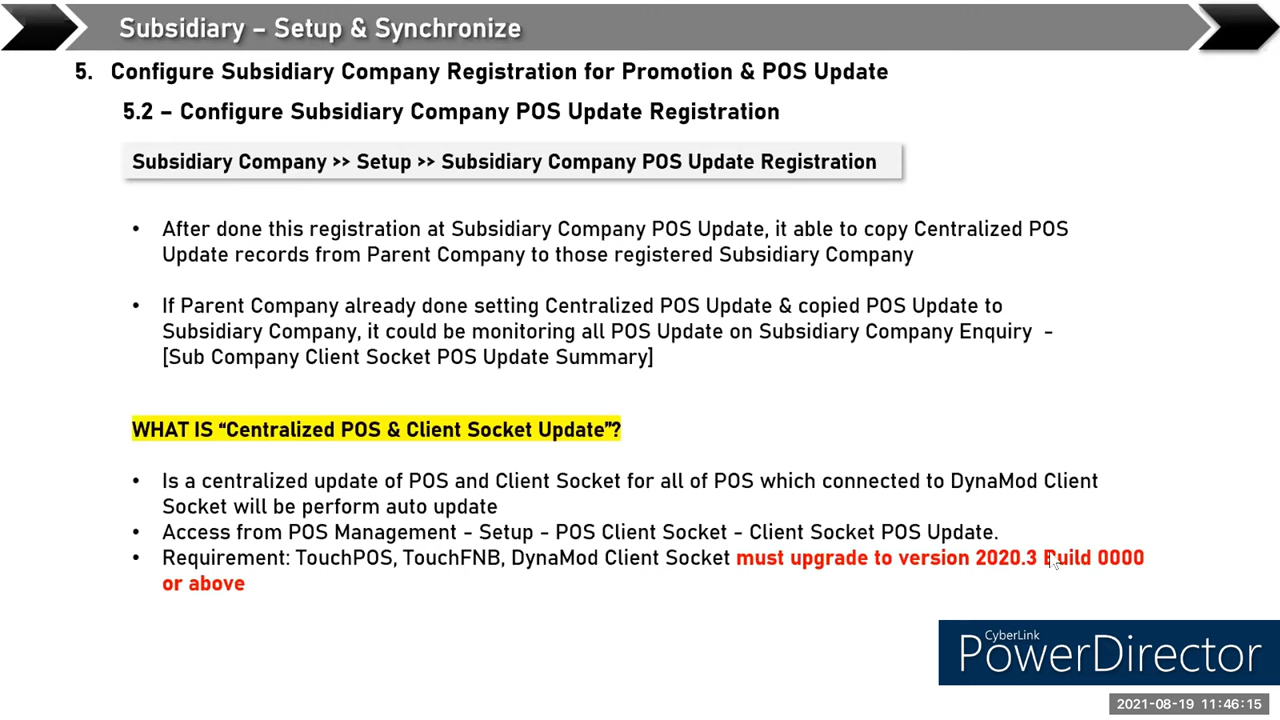 Subsidiary – Setup & Synchronize
5. Configure Subsidiary Company Registration for Promotion & POS Update
5.2 – Configure Subsidiary Company POS Update Registration
Subsidiary Company >> Setup >> Subsidiary Company POS Update Registration
• After done this registration at Subsidiary Company POS Update, it able to copy Centralized POS
Update records from Parent Company to those registered Subsidiary Company
• If Parent Company already done setting Centralized POS Update & copied POS Update to
Subsidiary Company, it could be monitoring all POS Update on Subsidiary Company Enquiry -
[Sub Company Client Socket POS Update Summary]
WHAT IS “Centralized POS & Client Socket Update”?
• Is a centralized update of POS and Client Socket for all of POS which connected to DynaMod Client
Socket will be perform auto update
• Access from POS Management - Setup - POS Client Socket - Client Socket POS Update.
• Requirement: TouchPOS, TouchFNB, DynaMod Client Socket must upgrade to version 2020.3 Build 0000
or above
CyberLink
PowerDirector
2021-08-19 11:46:15